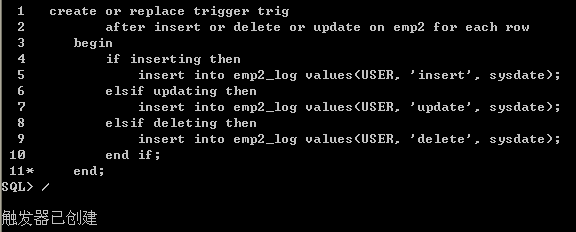 1  create or replace trigger trig
2      after insert or delete or update on emp2 for each row
3    begin
4      if inserting then
5        insert into emp2_log values(USER, 'insert', sysdate);
6      elsif updating then
7        insert into emp2_log values(USER, 'update', sysdate);
8      elsif deleting then
9        insert into emp2_log values(USER, 'delete', sysdate);
10      end if;
11*   end;
SQL> /
触发器已创建